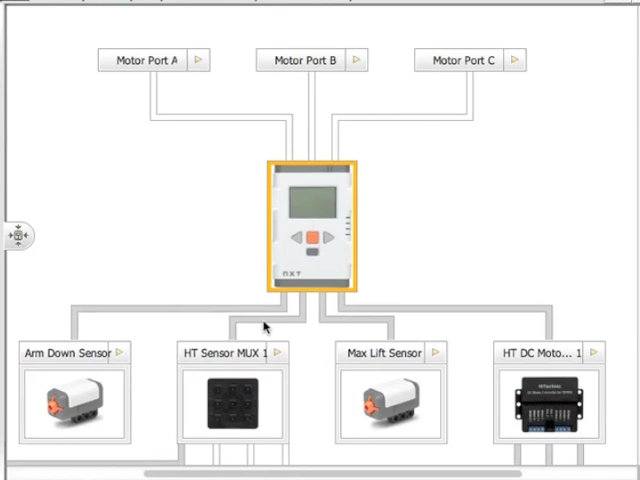 Motor Port A
Motor Port B
Motor Port C
NXT
Arm Down Sensor
HT Sensor MUX 1
Max Lift Sensor
HT DC Moto... 1
HiTechnic